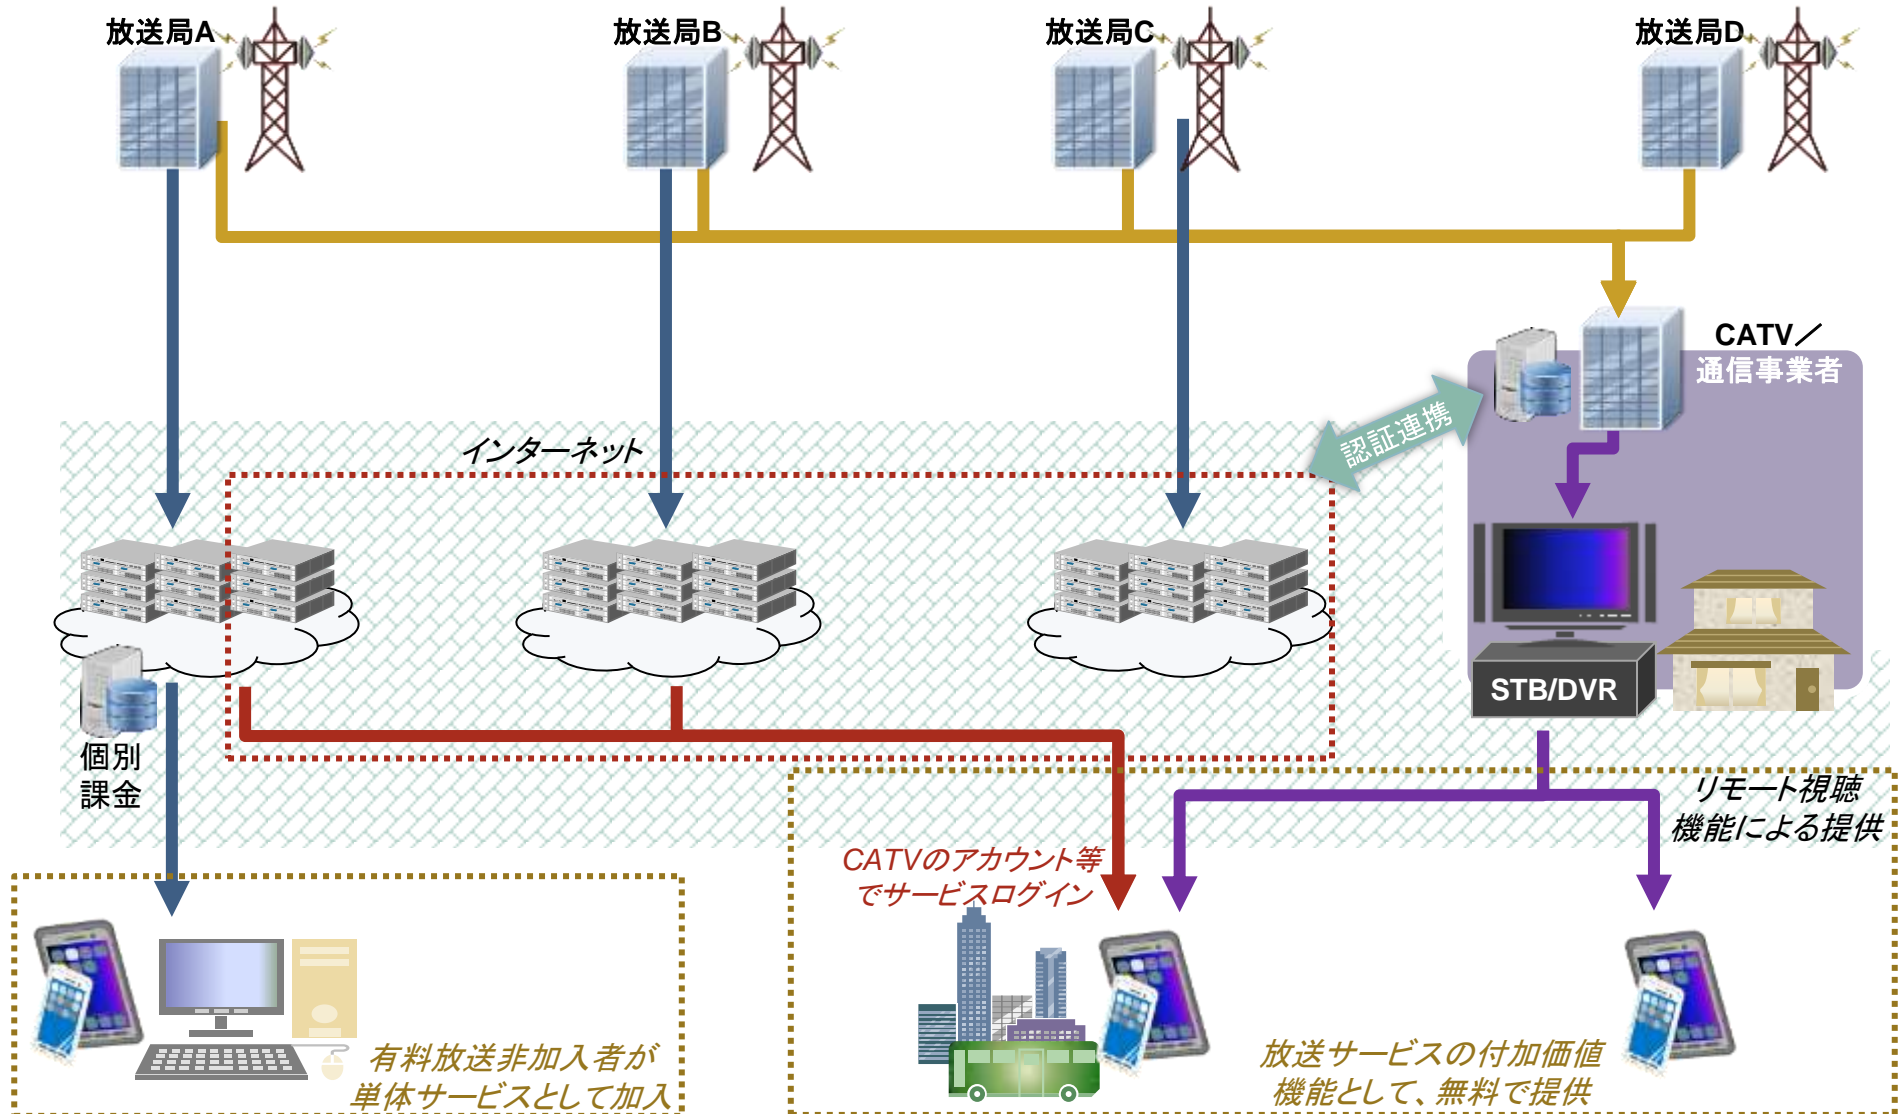 放送局A
放送局B
放送局C
放送局D
CATV／
通信事業者
認証連携
インターネット
STB/DVR
個別
課金
リモート視聴
機能による提供
CATVのアカウント等
でサービスログイン
有料放送非加入者が
単体サービスとして加入
放送サービスの付加価値
機能として、無料で提供